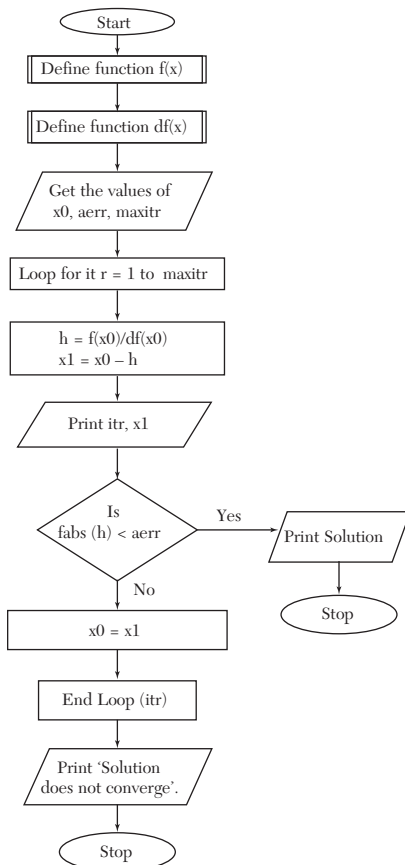 Start
Define function f(x)
Define function df(x)
Get the values of
x0, aerr, maxitr
Loop for it r = 1 to maxitr
h = f(x0)/df(x0)
x1 = x0 – h
Print itr, x1
Is
fabs (h) < aerr
Yes
Print Solution
Stop
No
x0 = x1
End Loop (itr)
Print ‘Solution
does not converge’.
Stop